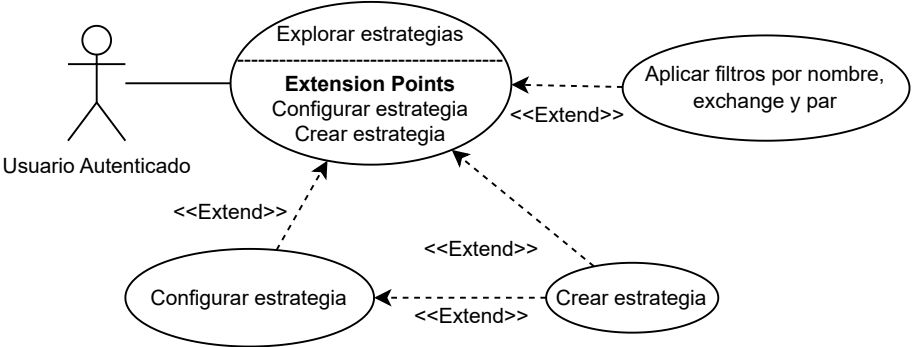 Explorar estrategias
Extension Points
Configurar estrategia
Crear estrategia
Aplicar filtros por nombre,
exchange y par
<<Extend>>
Usuario Autenticado
<<Extend>>
<<Extend>>
Configurar estrategia
Crear estrategia
<<Extend>>